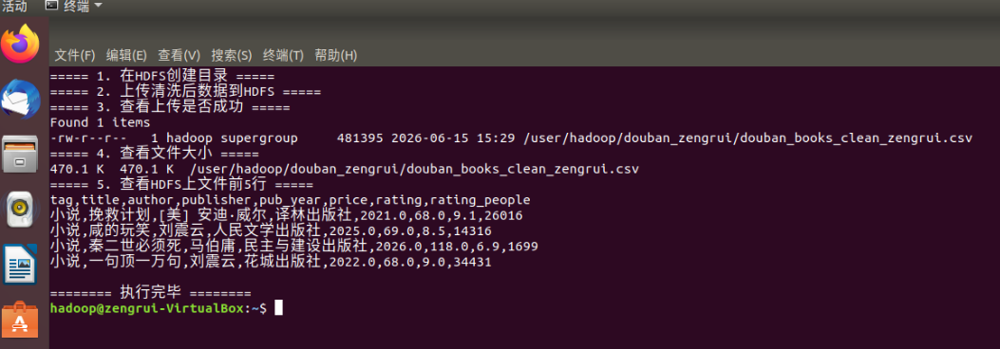 活动 终端
文件(F) 编辑(E) 查看(V) 搜索(S) 终端(T) 帮助(H)
===== 1. 在HDFS创建目录 =====
===== 2. 上传清洗后数据到HDFS =====
===== 3. 查看上传是否成功 =====
Found 1 items
-rw-r--r--   1 hadoop supergroup     481395 2026-06-15 15:29 /user/hadoop/douban_zengrui/douban_books_clean_zengrui.csv
===== 4. 查看文件大小 =====
470.1 K  470.1 K  /user/hadoop/douban_zengrui/douban_books_clean_zengrui.csv
===== 5. 查看HDFS上文件前5行 =====
tag,title,author,publisher,pub_year,price,rating,rating_people
小说,挽救计划,[美] 安迪·威尔,译林出版社,2021.0,68.0,9.1,26016
小说,咸的玩笑,刘震云,人民文学出版社,2025.0,69.0,8.5,14316
小说,秦二世必须死,马伯庸,民主与建设出版社,2026.0,118.0,6.9,1699
小说,一句顶一万句,刘震云,花城出版社,2022.0,68.0,9.0,34431
======== 执行完毕 ========
hadoop@zengrui-VirtualBox:~$